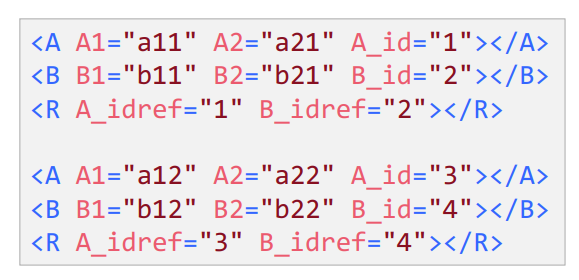 <A A1="a11" A2="a21" A_id="1"></A>
<B B1="b11" B2="b21" B_id="2"></B>
<R A_idref="1" B_idref="2"></R>
<A A1="a12" A2="a22" A_id="3"></A>
<B B1="b12" B2="b22" B_id="4"></B>
<R A_idref="3" B_idref="4"></R>